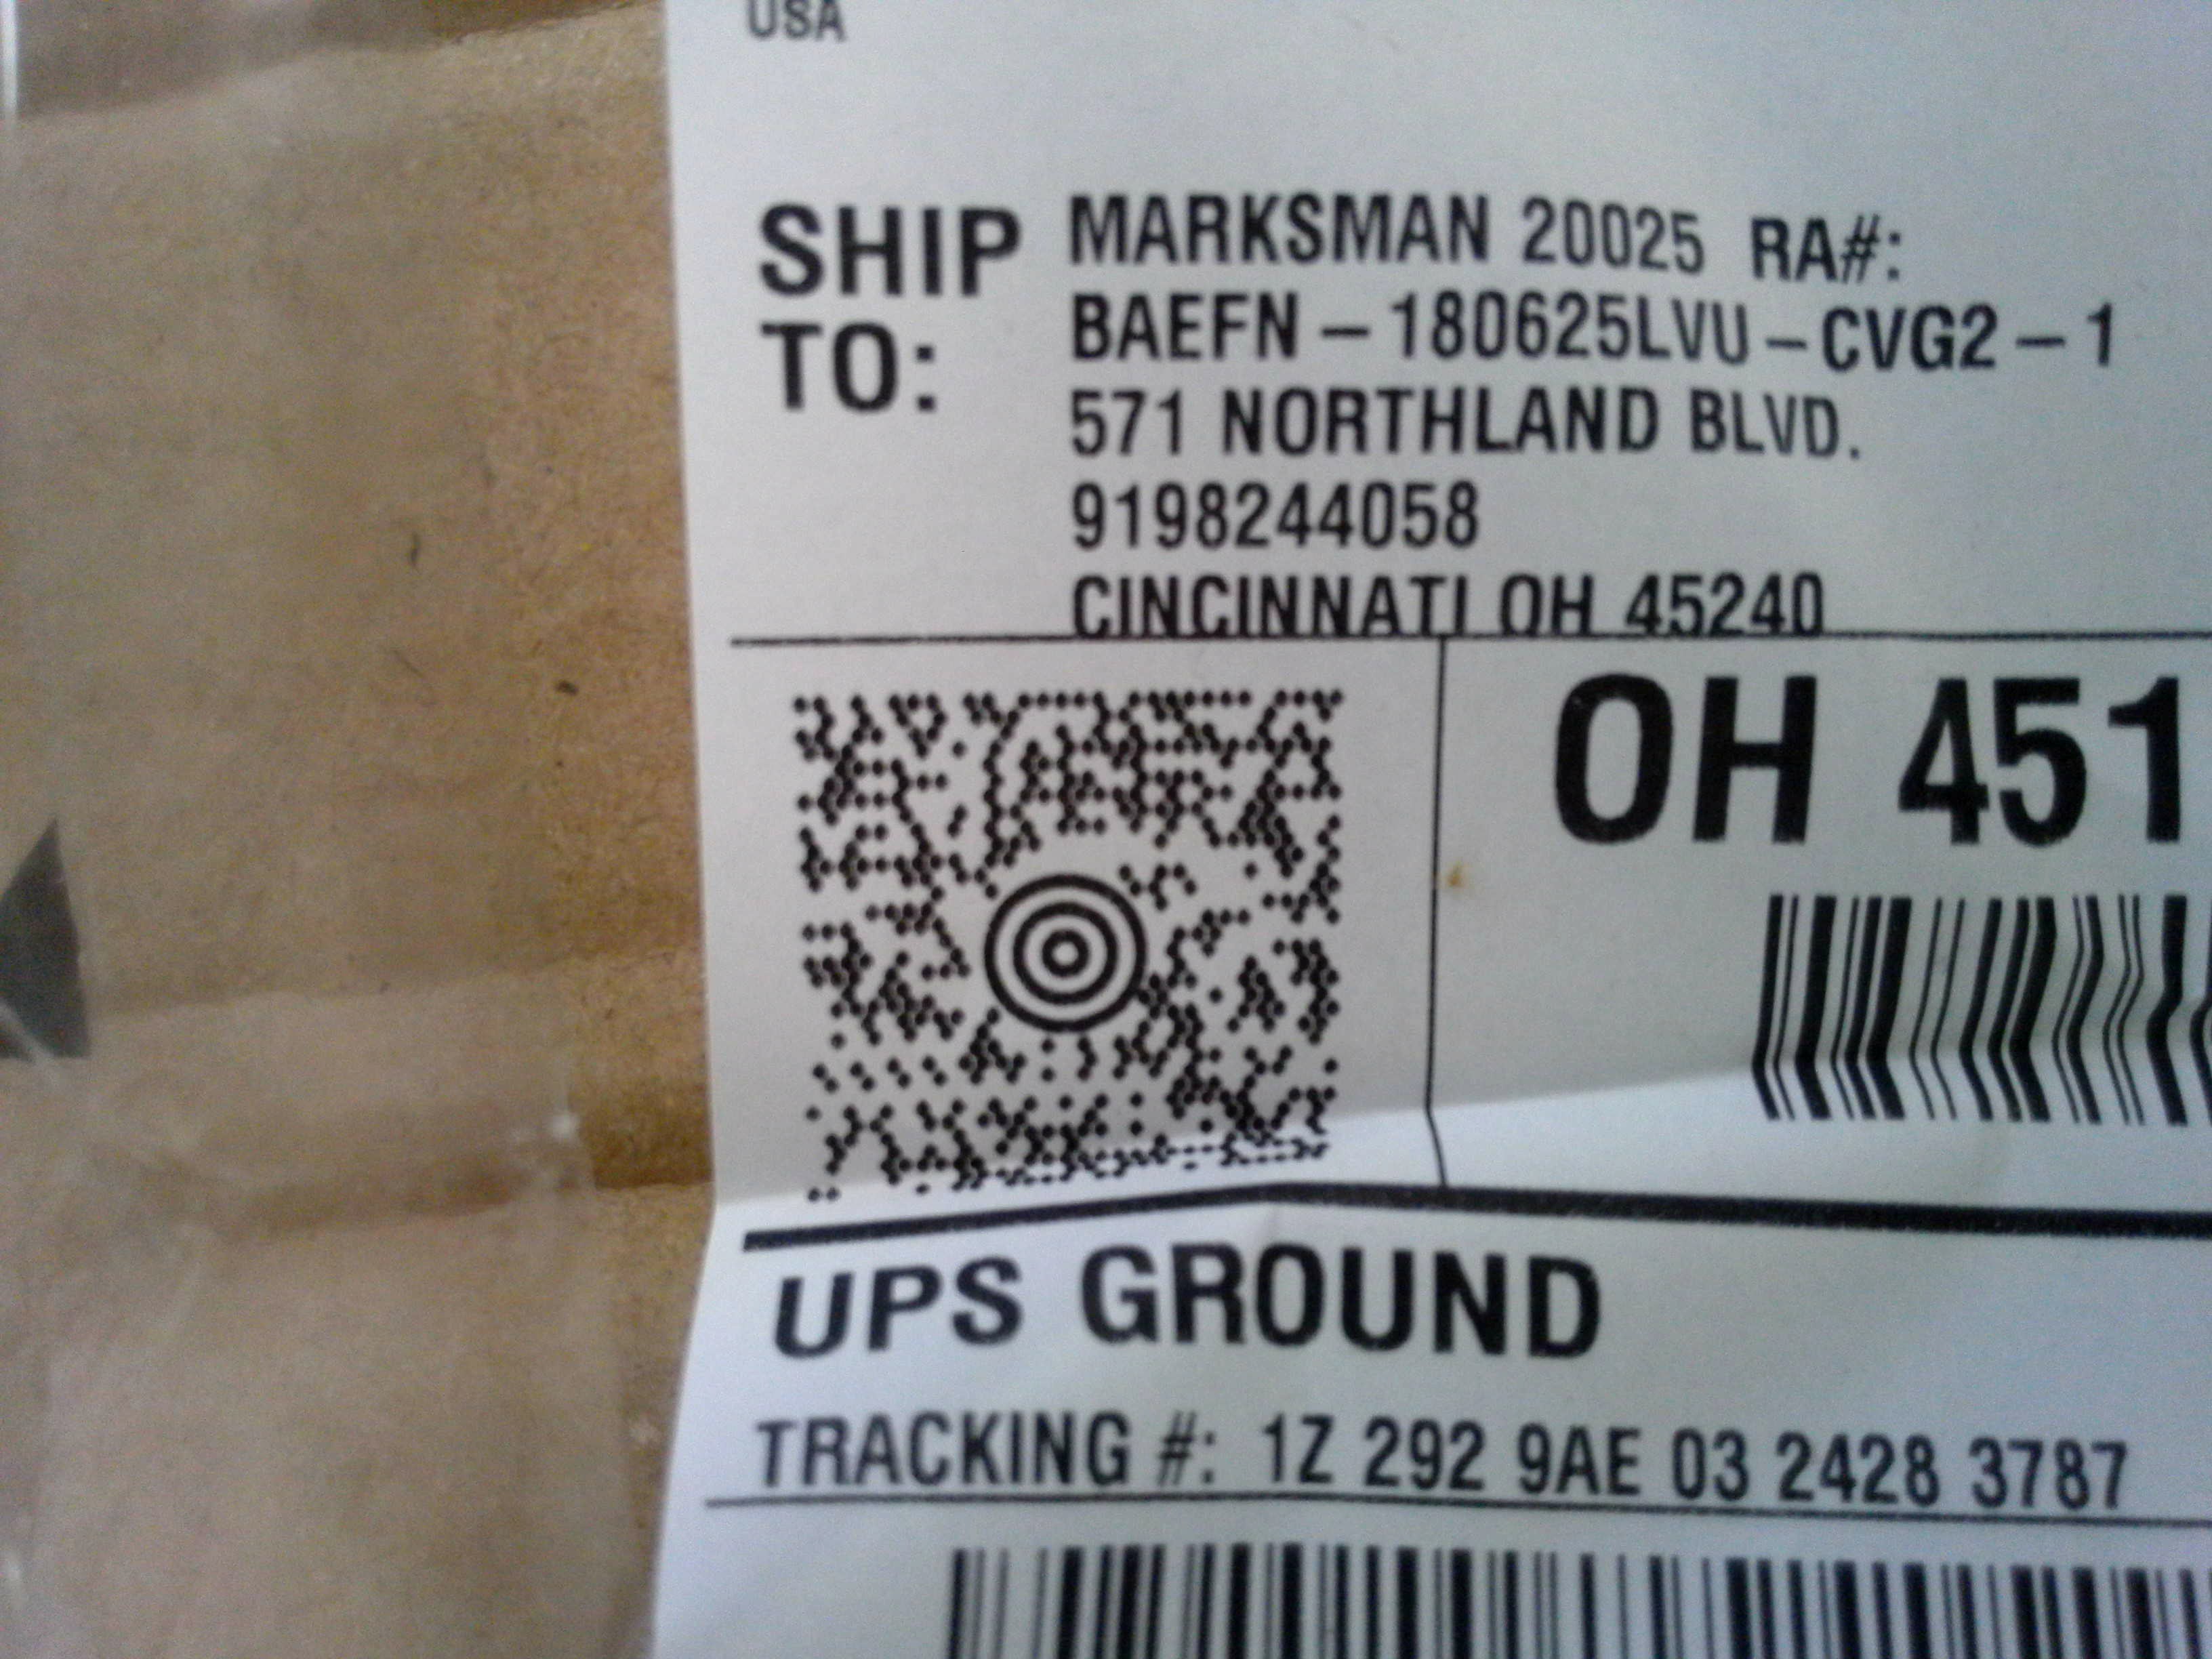 USA
SHIP TO:
MARKSMAN 20025 RA#:
BAEFN - 180625LVU - CVG2 - 1
571 NORTHLAND BLVD.
9198244058
CINCINNATI OH 45240
OH 451
UPS GROUND
TRACKING #: 1Z 292 9AE 03 2428 3787